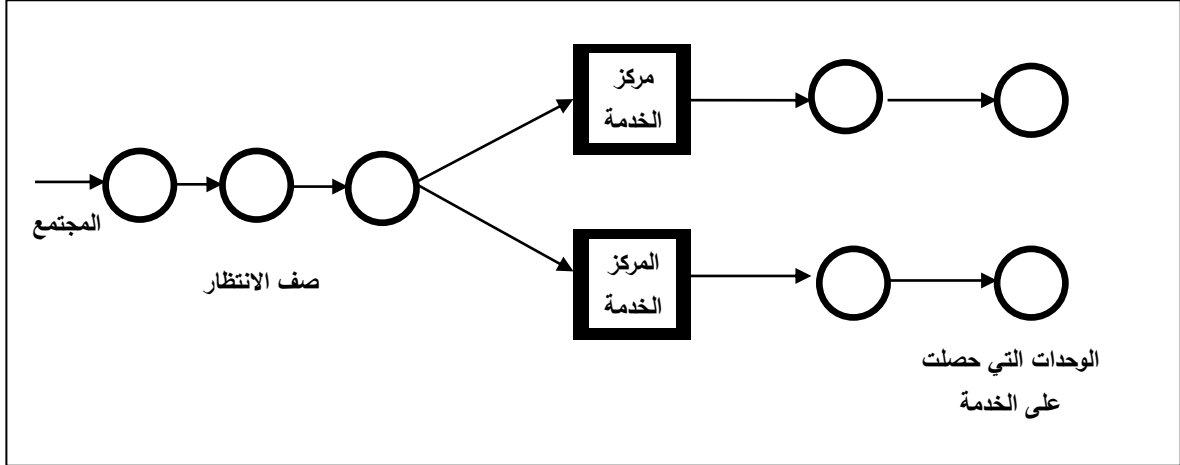 مركز
الخدمة
المجتمع
صف الانتظار
المركز
الخدمة
الوحدات التي حصلت
على الخدمة